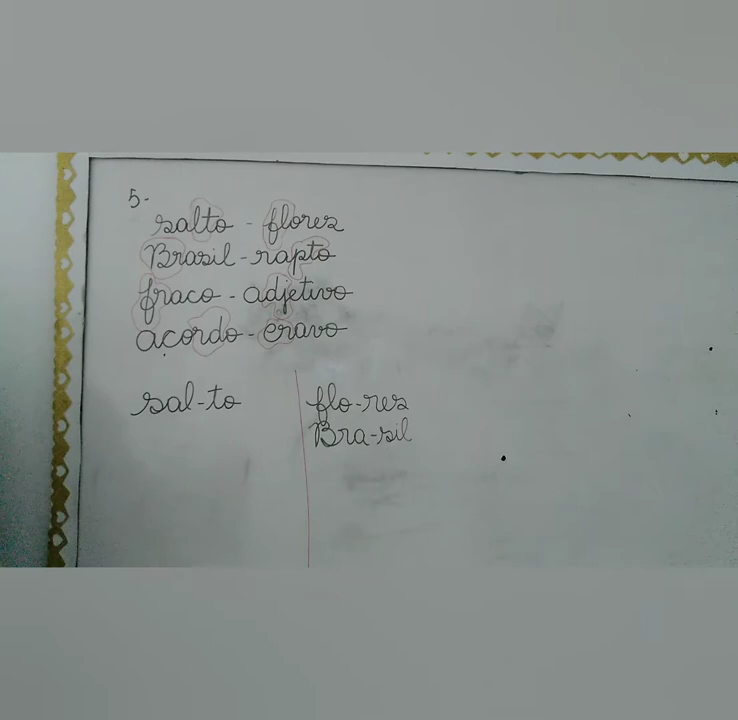 5-
salto - flores
Brasil - rapto
fraco - adjetivo
acordo - cravo
sal-to
flo-res
Bra-sil